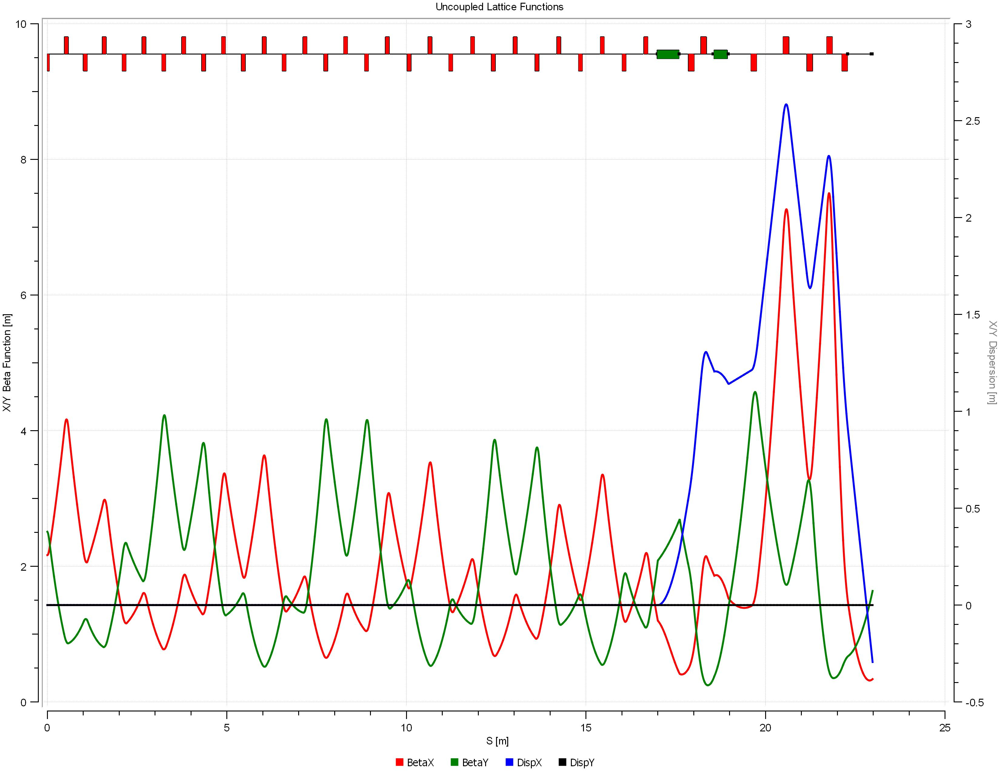 Uncoupled Lattice Functions
10
8
6
4
2
0
X/Y Beta Function [m]
3
2.5
2
1.5
1
0.5
0
-0.5
X/Y Dispersion [m]
0 5 10 15 20 25
S [m]
BetaX BetaY DispX DispY